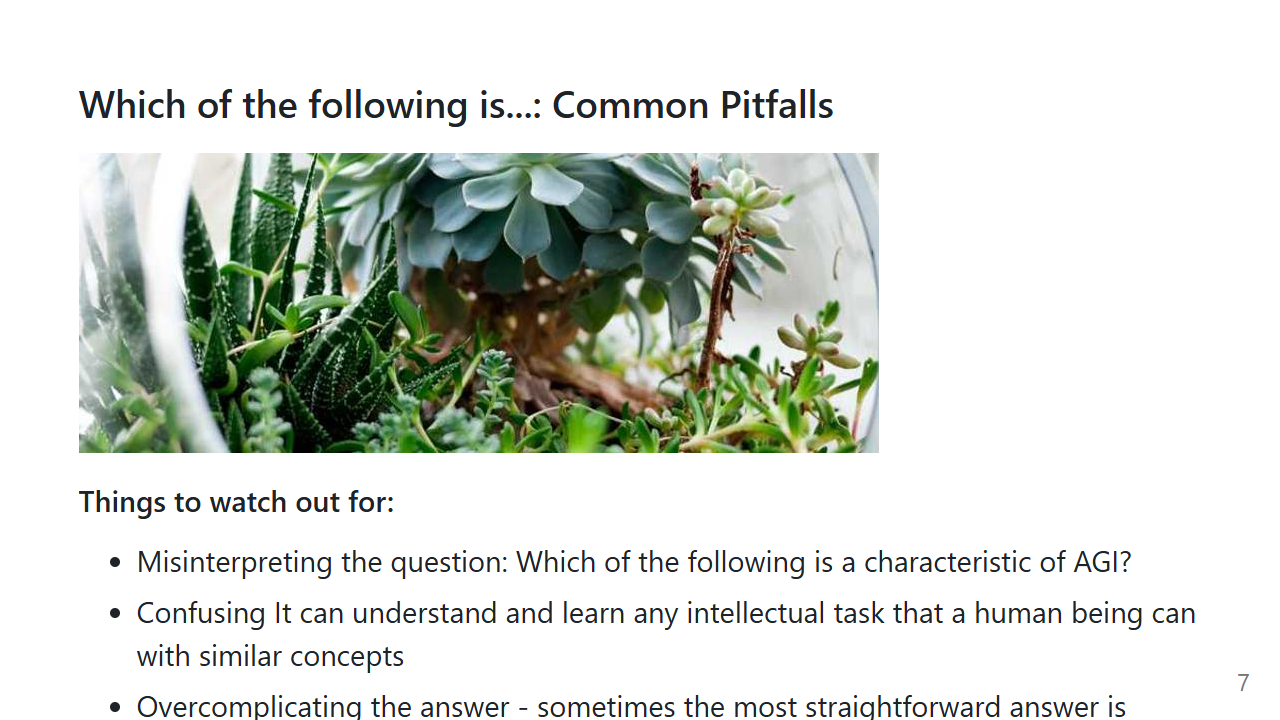 Which of the following is...: Common Pitfalls
Things to watch out for:
Misinterpreting the question: Which of the following is a characteristic of AGI?
Confusing It can understand and learn any intellectual task that a human being can
with similar concepts
Overcomplicating the answer - sometimes the most straightforward answer is
7